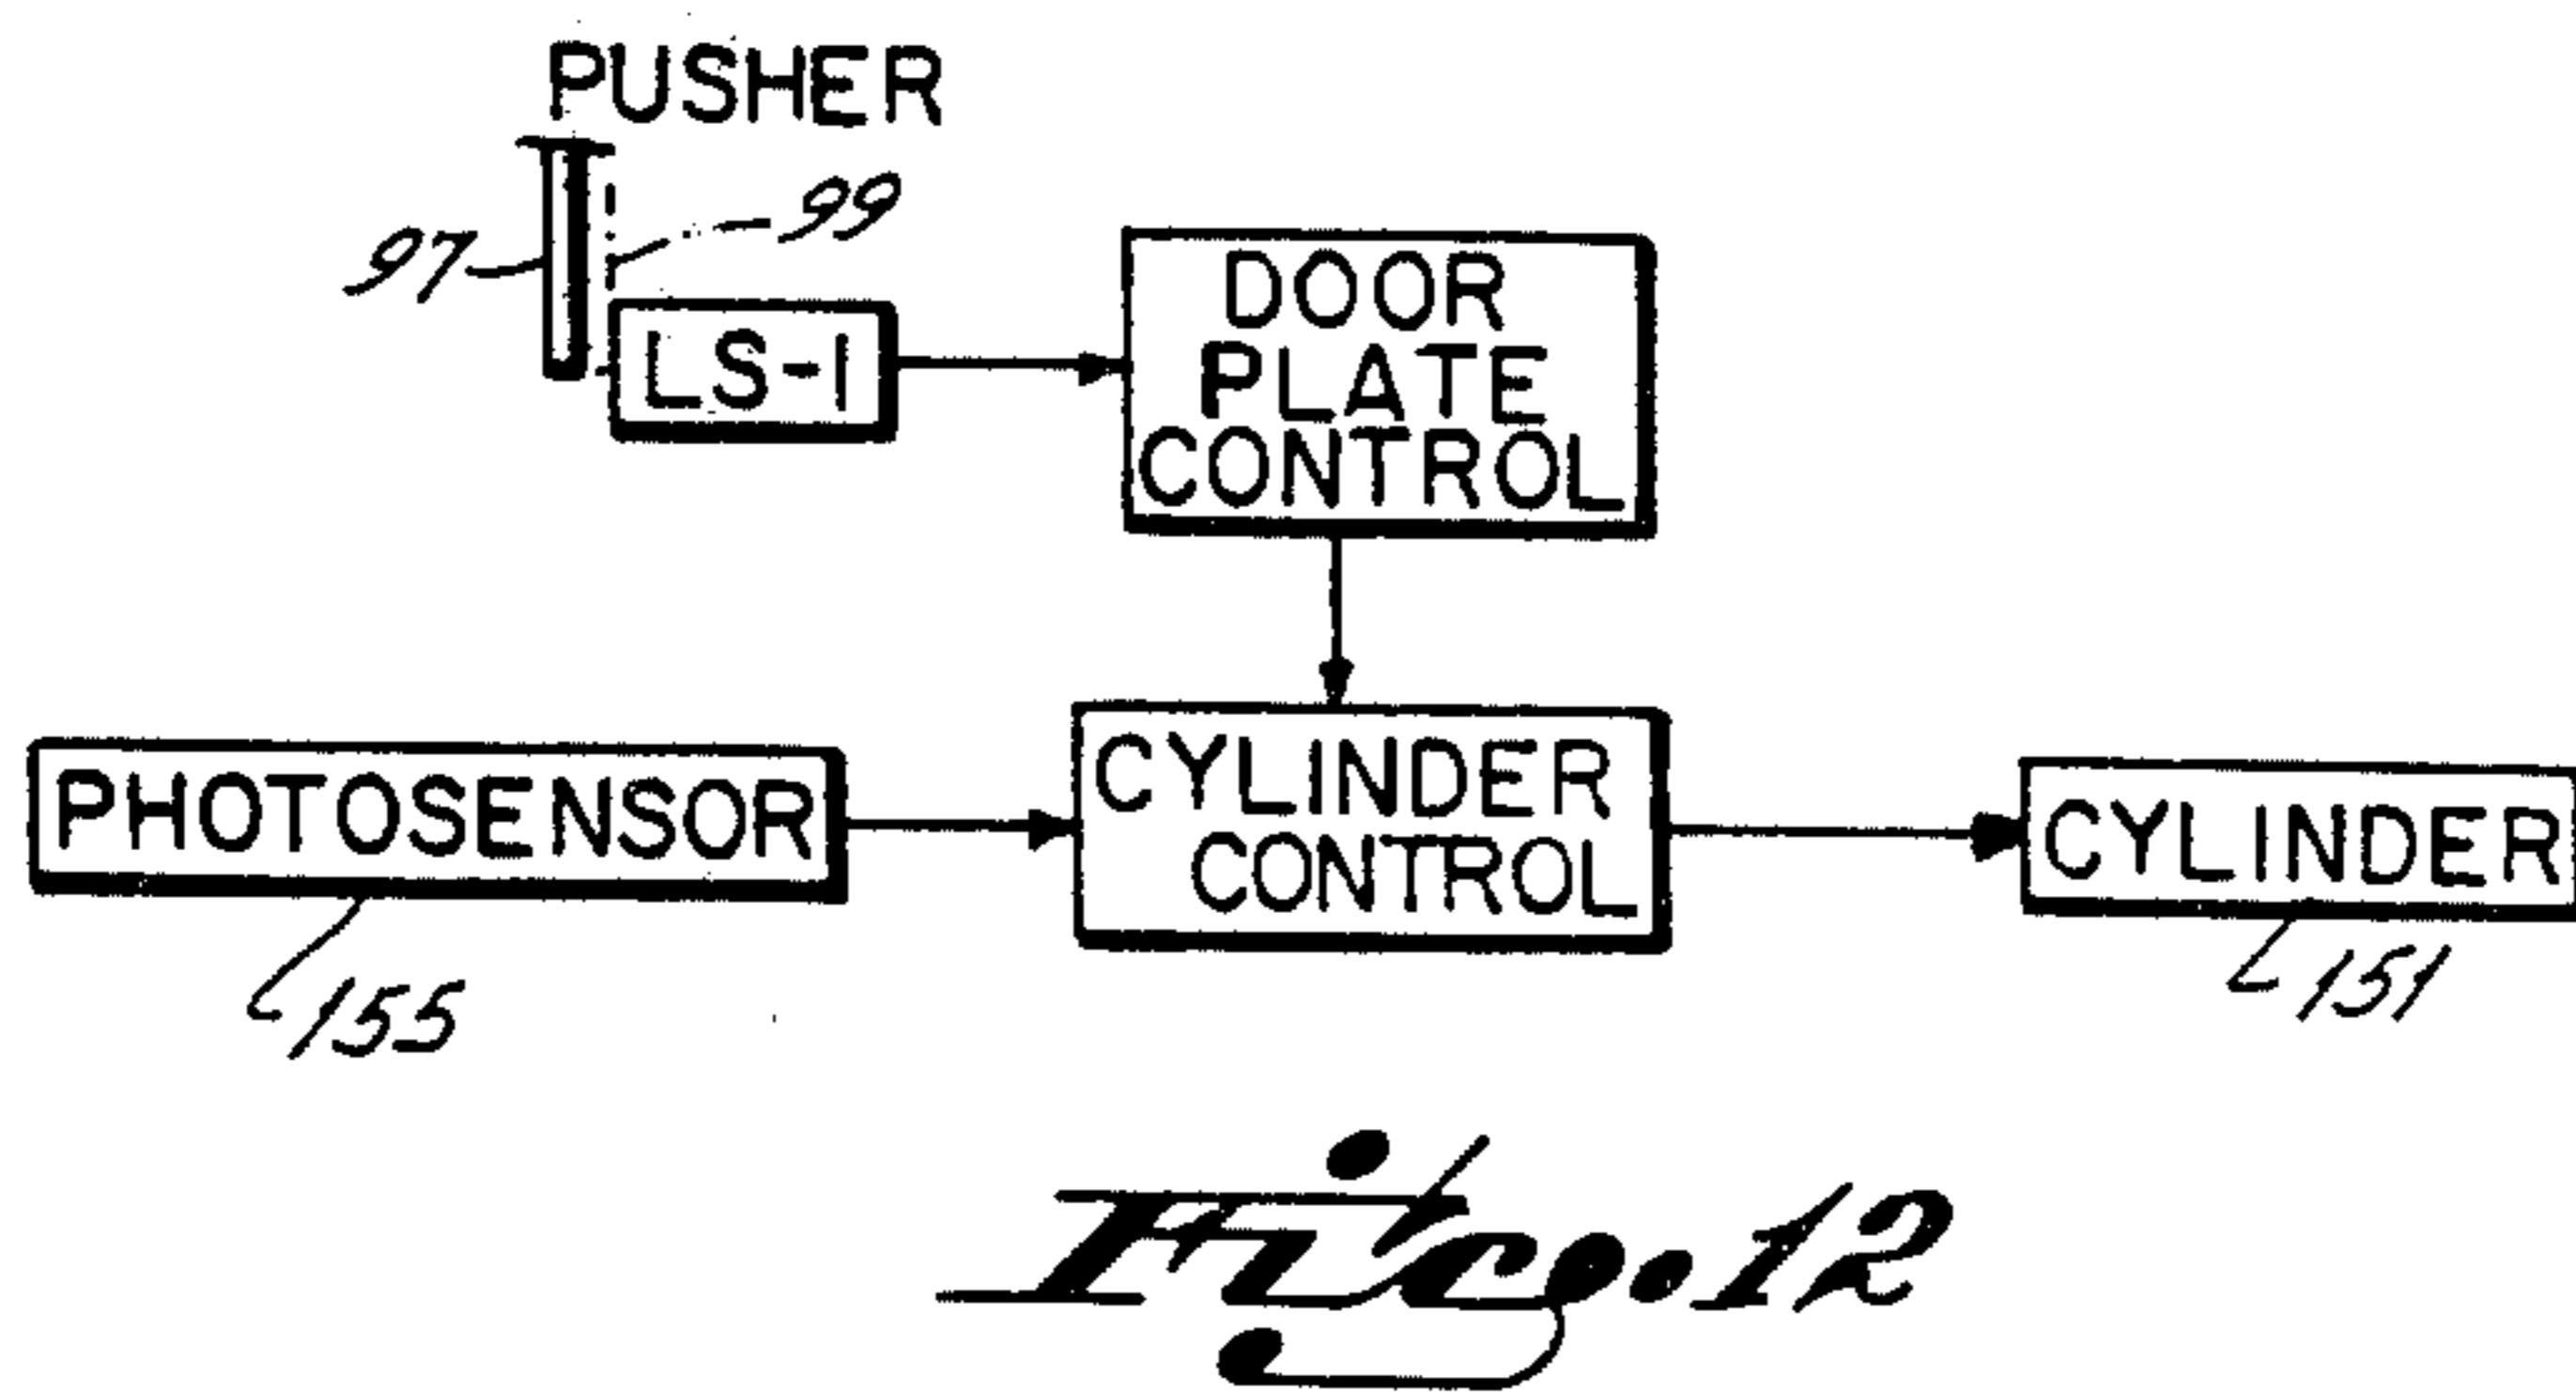 PUSHER
97
99
LS-1
DOOR
PLATE
CONTROL
PHOTOSENSOR
CYLINDER
CONTROL
CYLINDER
155
151
Fig. 12